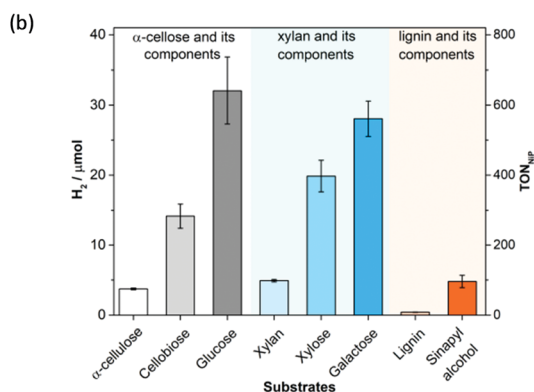 (b)
α-cellose and its
components
xylan and its
components
lignin and its
components
40
30
20
10
0
H₂ / μmol
800
600
400
200
0
TON_NiP
α-cellulose
Cellobiose
Glucose
Xylan
Xylose
Galactose
Lignin
Sinapyl
alcohol
Substrates